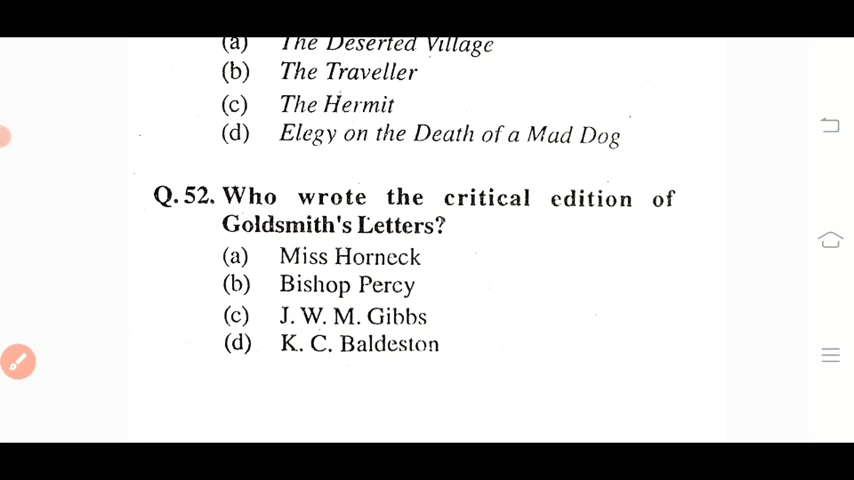 (a) The Deserted Village
(b) The Traveller
(c) The Hermit
(d) Elegy on the Death of a Mad Dog
Q. 52. Who wrote the critical edition of
Goldsmith's Letters?
(a) Miss Horneck
(b) Bishop Percy
(c) J. W. M. Gibbs
(d) K. C. Baldeston